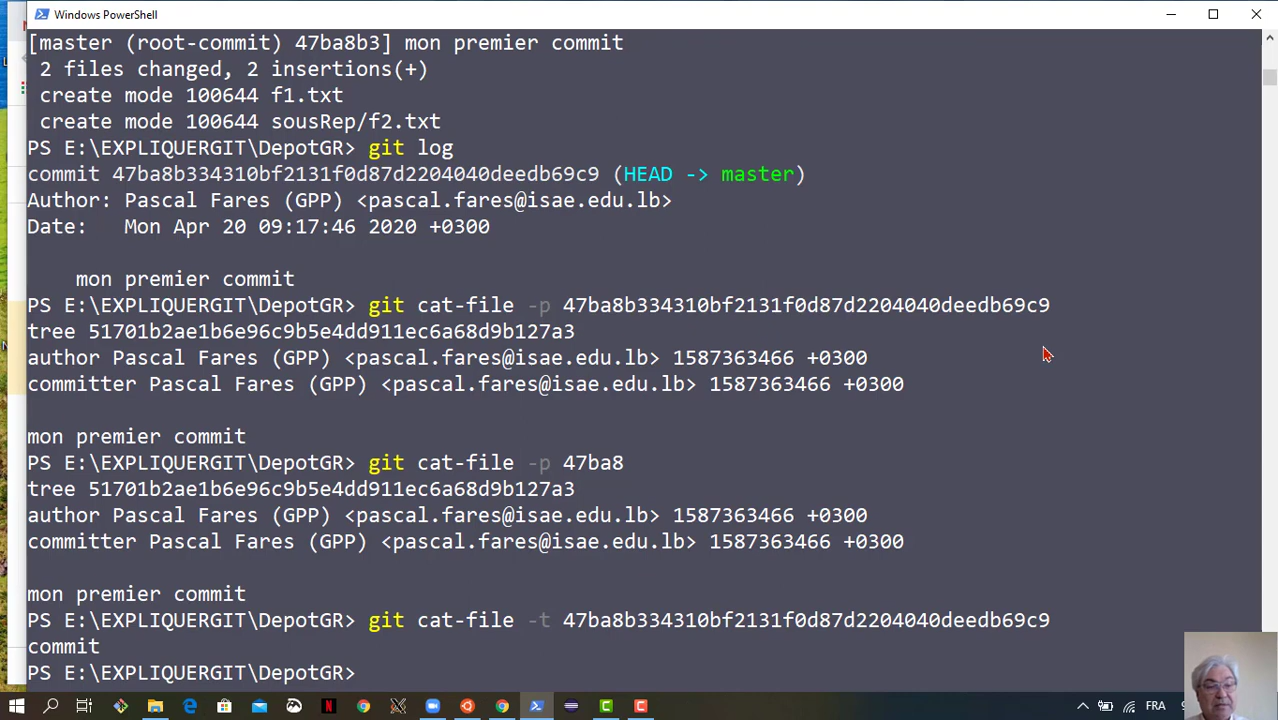 Windows PowerShell
[master (root-commit) 47ba8b3] mon premier commit
2 files changed, 2 insertions(+)
create mode 100644 f1.txt
create mode 100644 sousRep/f2.txt
PS E:\EXPLIQUERGIT\DepotGR> git log
commit 47ba8b334310bf2131f0d87d2204040deedb69c9 (HEAD -> master)
Author: Pascal Fares (GPP) <pascal.fares@isae.edu.lb>
Date:   Mon Apr 20 09:17:46 2020 +0300
mon premier commit
PS E:\EXPLIQUERGIT\DepotGR> git cat-file -p 47ba8b334310bf2131f0d87d2204040deedb69c9
tree 51701b2ae1b6e96c9b5e4dd911ec6a68d9b127a3
author Pascal Fares (GPP) <pascal.fares@isae.edu.lb> 1587363466 +0300
committer Pascal Fares (GPP) <pascal.fares@isae.edu.lb> 1587363466 +0300
mon premier commit
PS E:\EXPLIQUERGIT\DepotGR> git cat-file -p 47ba8
tree 51701b2ae1b6e96c9b5e4dd911ec6a68d9b127a3
author Pascal Fares (GPP) <pascal.fares@isae.edu.lb> 1587363466 +0300
committer Pascal Fares (GPP) <pascal.fares@isae.edu.lb> 1587363466 +0300
mon premier commit
PS E:\EXPLIQUERGIT\DepotGR> git cat-file -t 47ba8b334310bf2131f0d87d2204040deedb69c9
commit
PS E:\EXPLIQUERGIT\DepotGR>
FRA